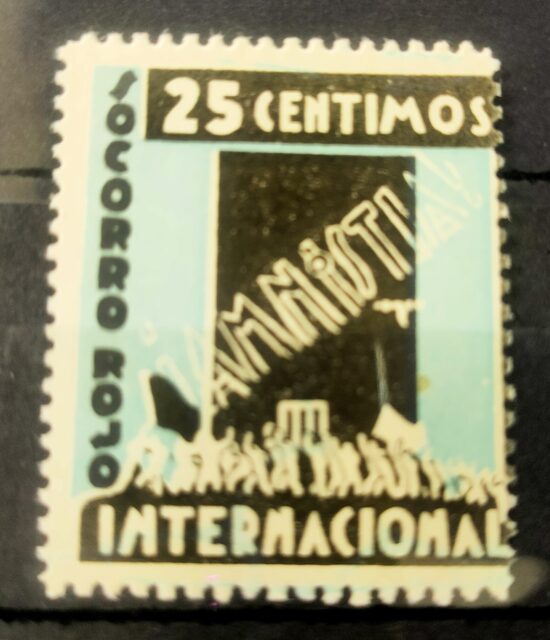 25 CENTIMOS
SOCORRO ROJO
¡AMNISTIA!
INTERNACIONAL